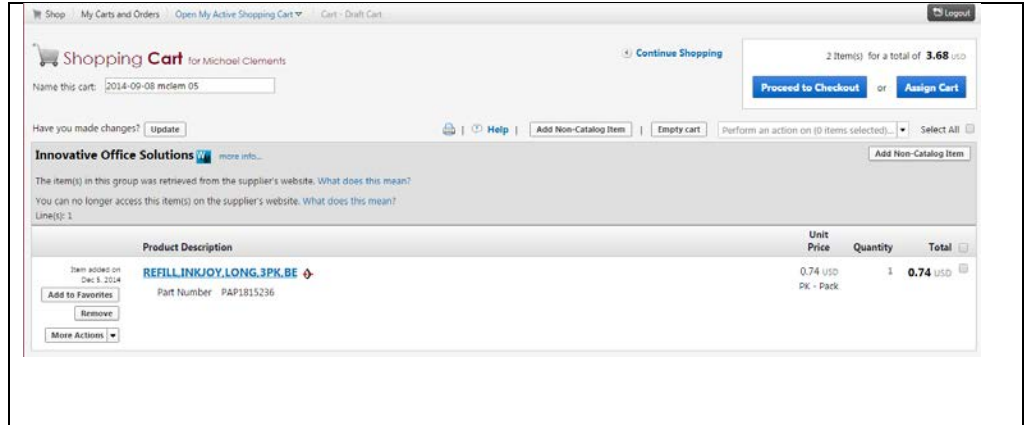 Shop My Carts and Orders Open My Active Shopping Cart Cart - Draft Cart Logout
Shopping Cart for Michael Clements
Continue Shopping
2 Item(s) for a total of 3.68 USD
Name this cart: 2014-09-08 mclem 05
Proceed to Checkout or Assign Cart
Have you made changes? Update
Help | Add Non-Catalog Item | Empty cart Perform an action on (0 items selected)... Select All
Innovative Office Solutions more info... Add Non-Catalog Item
The item(s) in this group was retrieved from the supplier's website. What does this mean?
You can no longer access this item(s) on the supplier's website. What does this mean?
Line(s): 1
Product Description Unit Price Quantity Total
Item added on Dec 5, 2014
REFILL,INKJOY,LONG,3PK,BE 0.74 USD 1 0.74 USD
Add to Favorites Part Number PAP1815236 PK - Pack
Remove
More Actions